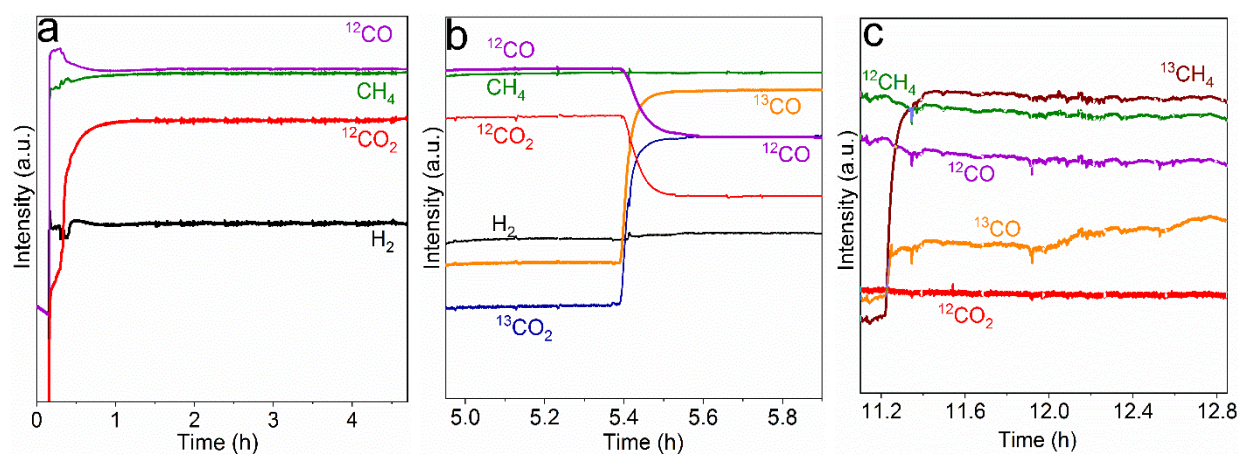 a
¹²CO
CH₄
¹²CO₂
H₂
Intensity (a.u.)
0
1
2
3
4
Time (h)
b
¹²CO
CH₄
¹³CO
¹²CO₂
¹²CO
H₂
¹³CO₂
Intensity (a.u.)
5.0
5.2
5.4
5.6
5.8
Time (h)
c
¹²CH₄
¹³CH₄
¹²CO
¹³CO
¹²CO₂
Intensity (a.u.)
11.2
11.6
12.0
12.4
12.8
Time (h)